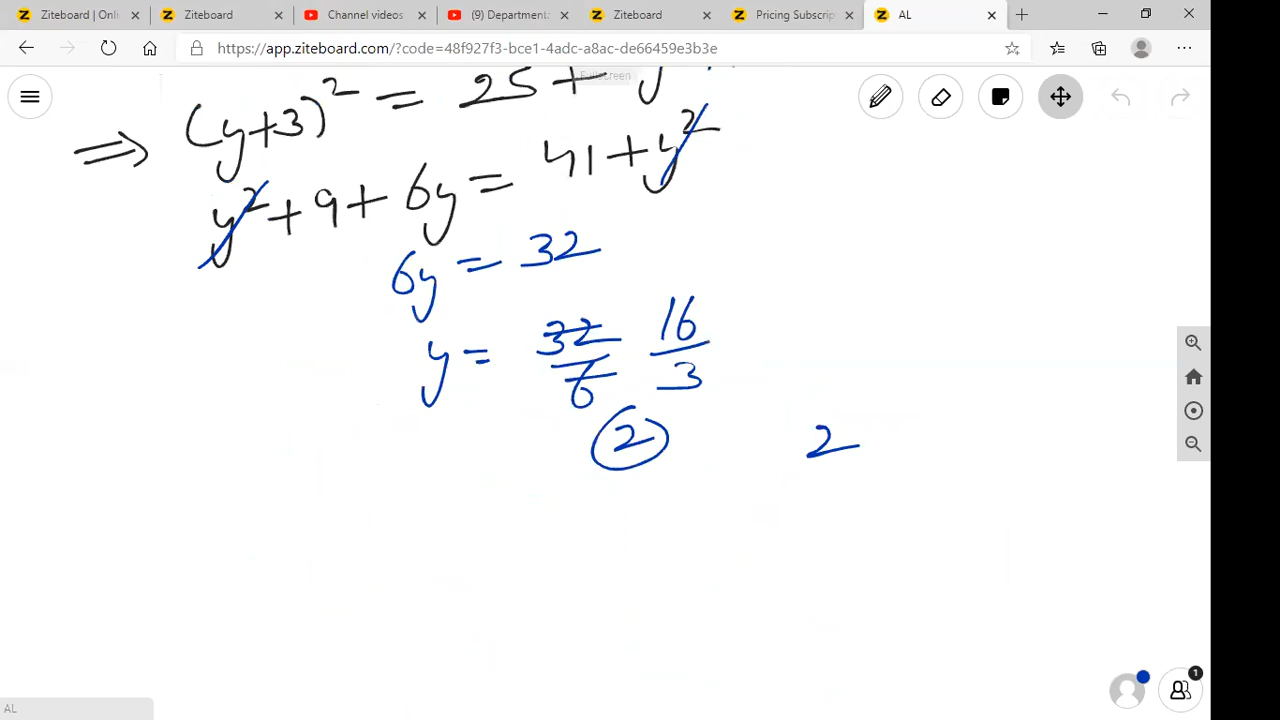 Ziteboard | Onli
Ziteboard
Channel videos
(9) Department:
Ziteboard
Pricing Subscrip
AL
https://app.ziteboard.com/?code=48f927f3-bce1-4adc-a8ac-de66459e3b3e
Fullscreen
⟹ (y+3)² = 25 + y
y² + 9 + 6y = 41 + y²
6y = 32
y = 32/6 16/3
2 2
1
AL